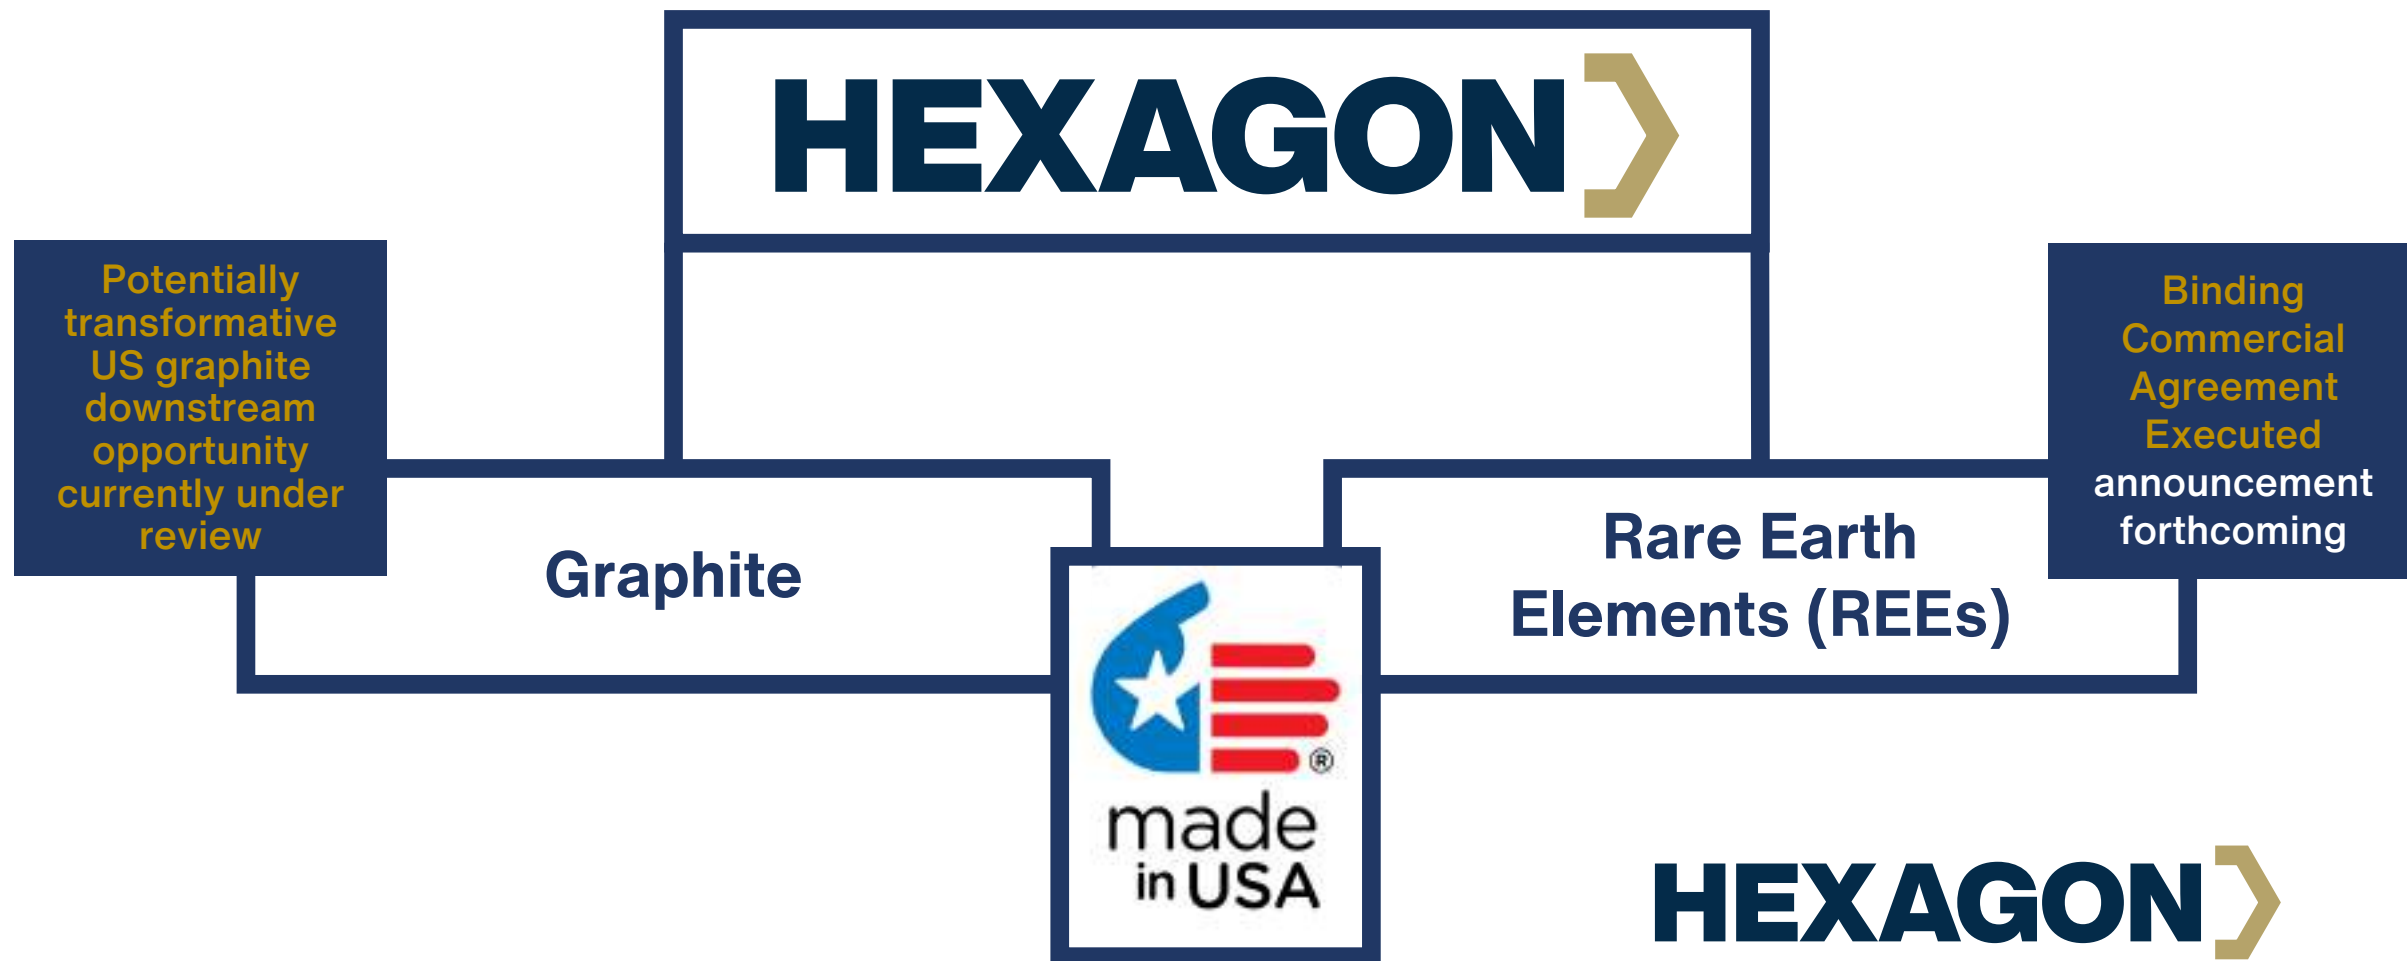 HEXAGON
Potentially
transformative
US graphite
downstream
opportunity
currently under
review
Graphite
Rare Earth
Elements (REEs)
Binding
Commercial
Agreement
Executed
announcement
forthcoming
®
made
in USA
HEXAGON